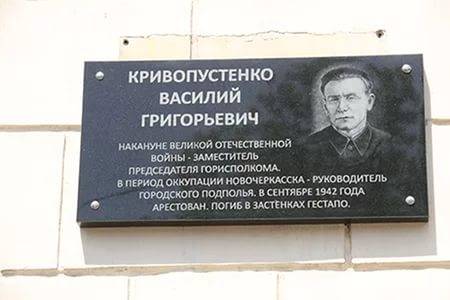 КРИВОПУСТЕНКО
ВАСИЛИЙ
ГРИГОРЬЕВИЧ
НАКАНУНЕ ВЕЛИКОЙ ОТЕЧЕСТВЕННОЙ
ВОЙНЫ - ЗАМЕСТИТЕЛЬ
ПРЕДСЕДАТЕЛЯ ГОРИСПОЛКОМА.
В ПЕРИОД ОККУПАЦИИ НОВОЧЕРКАССКА - РУКОВОДИТЕЛЬ
ГОРОДСКОГО ПОДПОЛЬЯ. В СЕНТЯБРЕ 1942 ГОДА
АРЕСТОВАН. ПОГИБ В ЗАСТЕНКАХ ГЕСТАПО.